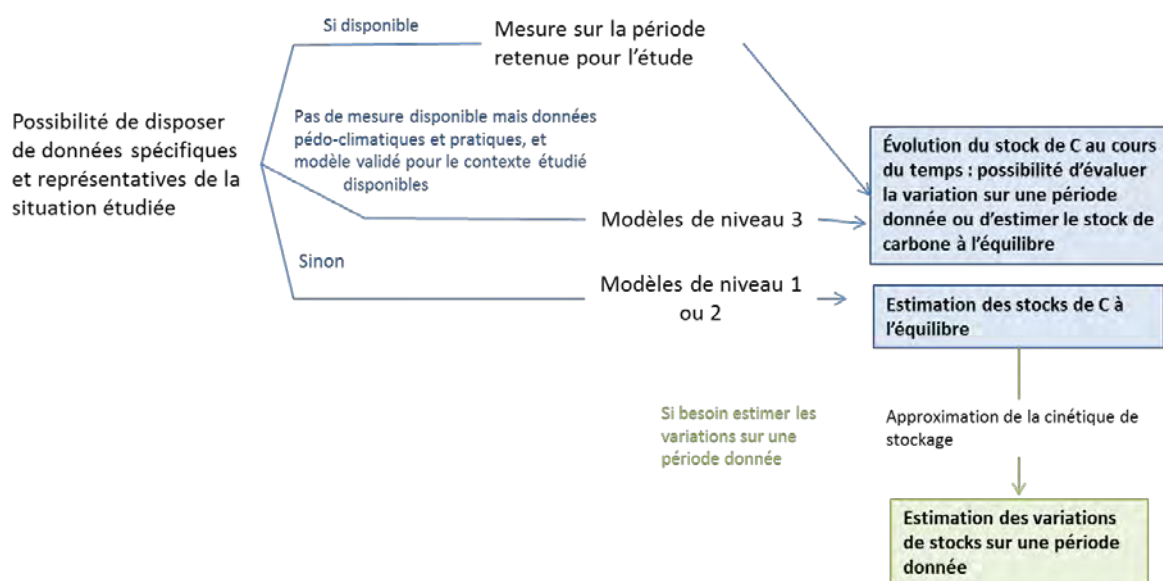 Possibilité de disposer
de données spécifiques
et représentatives de la
situation étudiée
Si disponible
Mesure sur la période
retenue pour l'étude
Pas de mesure disponible mais données
pédo-climatiques et pratiques, et
modèle validé pour le contexte étudié
disponibles
Modèles de niveau 3
Sinon
Modèles de niveau 1
ou 2
Évolution du stock de C au cours
du temps : possibilité d'évaluer
la variation sur une période
donnée ou d'estimer le stock de
carbone à l'équilibre
Estimation des stocks de C à
l'équilibre
Si besoin estimer les
variations sur une
période donnée
Approximation de la cinétique de
stockage
Estimation des variations
de stocks sur une période
donnée